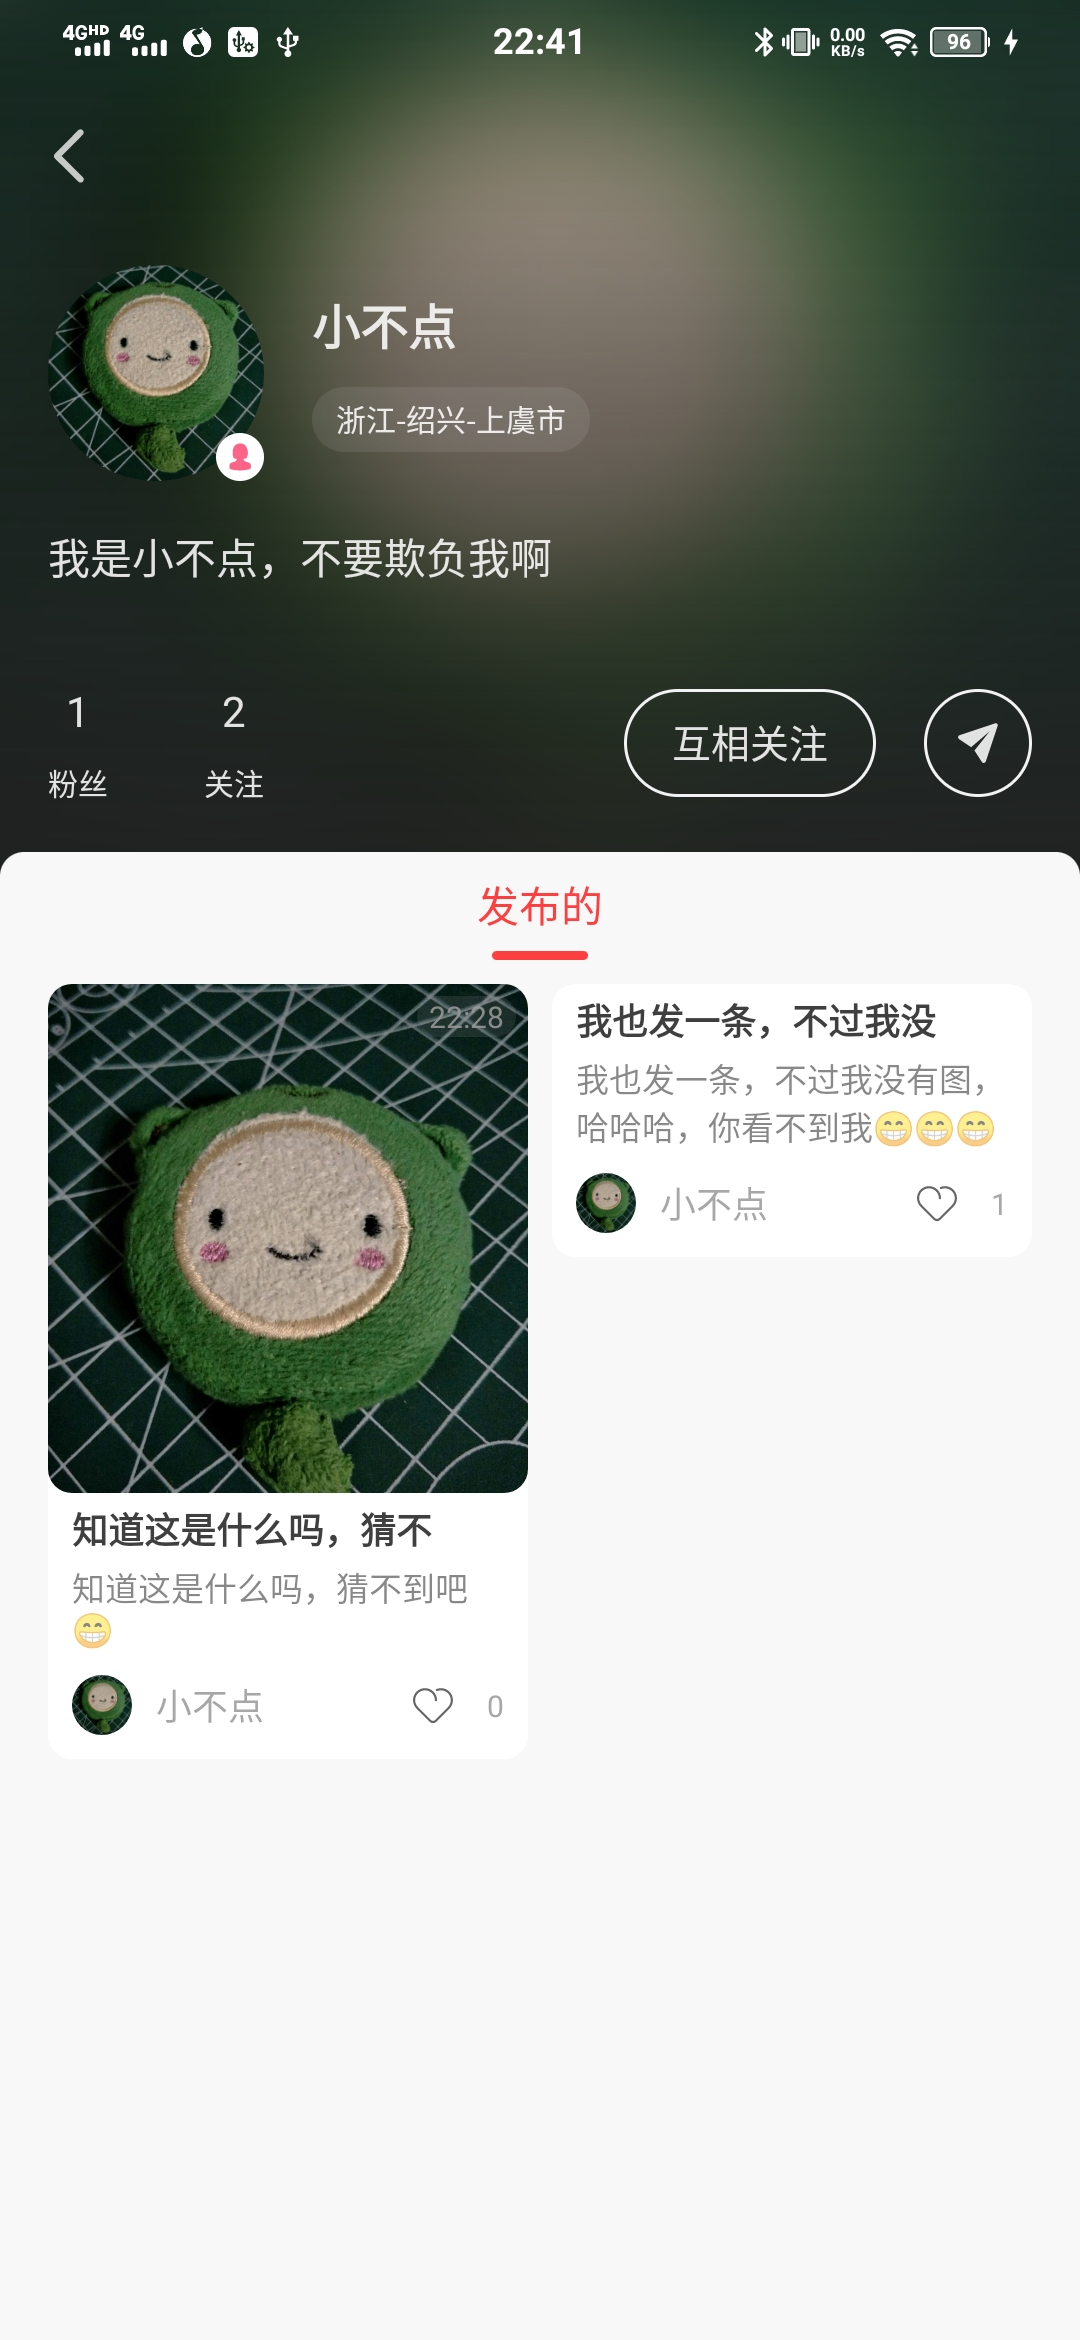 4GHD 4G 22:41 0.00 KB/s 96
小不点
浙江-绍兴-上虞市
我是小不点，不要欺负我啊
1 2
粉丝 关注
互相关注
发布的
22:28
知道这是什么吗，猜不
知道这是什么吗，猜不到吧
😁
小不点 0
我也发一条，不过我没
我也发一条，不过我没有图，
哈哈哈，你看不到我😁😁😁
小不点 1